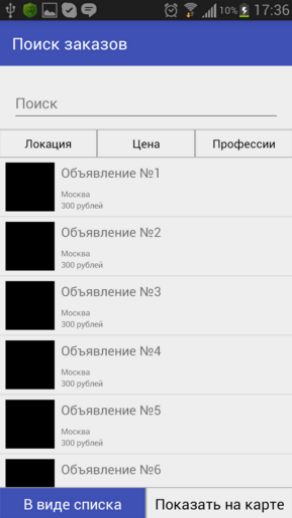 10% 17:36
Поиск заказов
Поиск
Локация Цена Профессии
Объявление №1
Москва
300 рублей
Объявление №2
Москва
300 рублей
Объявление №3
Москва
300 рублей
Объявление №4
Москва
300 рублей
Объявление №5
Москва
300 рублей
Объявление №6
В виде списка Показать на карте